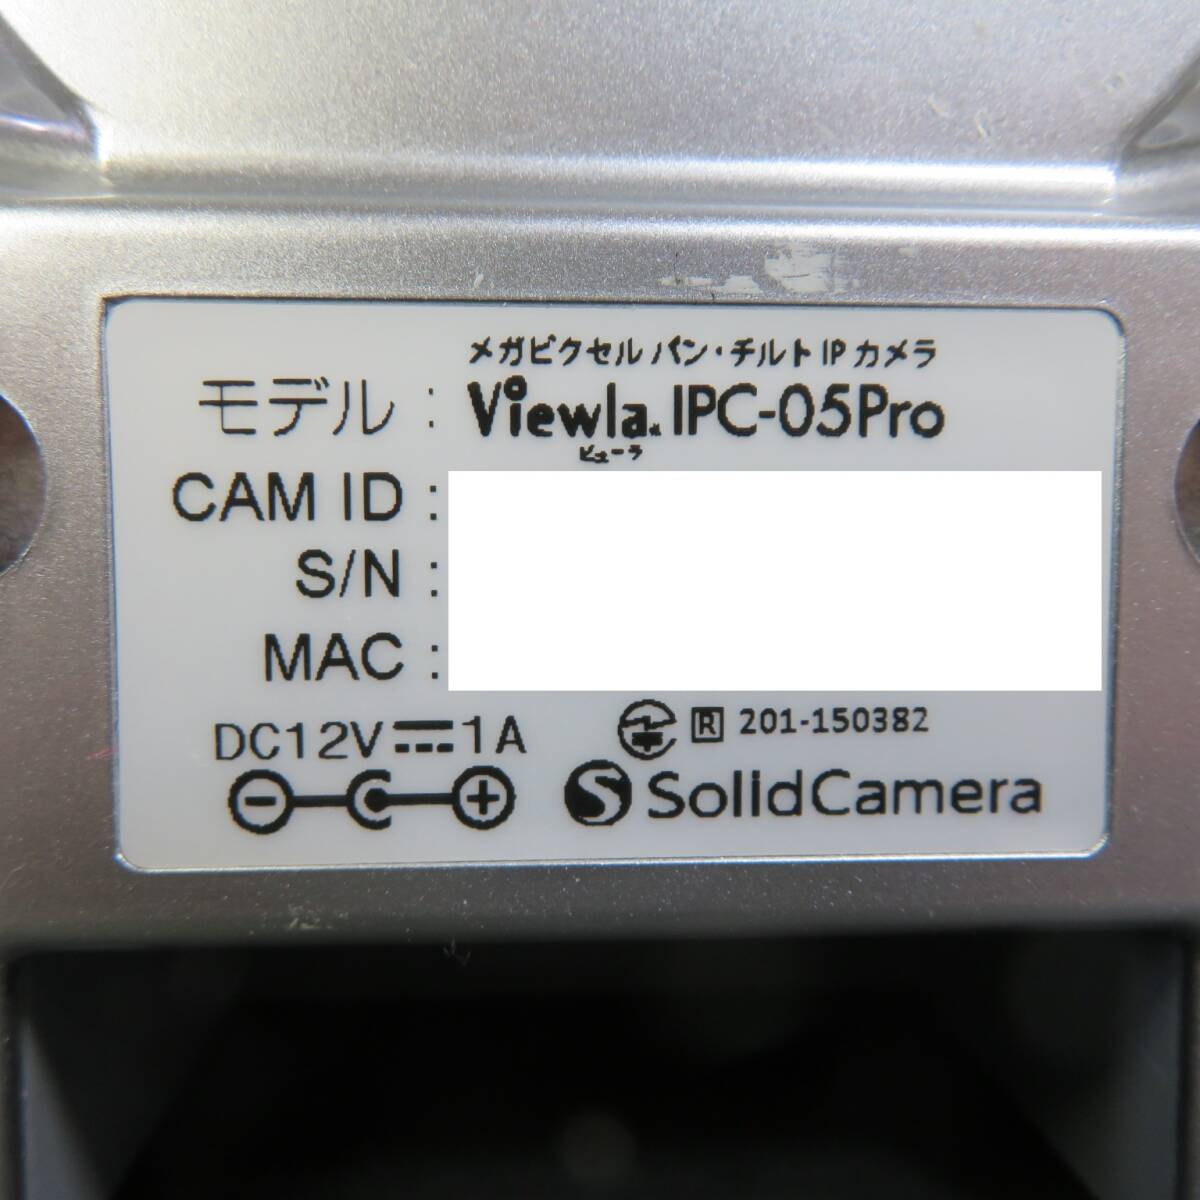 メガピクセル パン・チルト IP カメラ
モデル : Viewla. IPC-05Pro
ビューラ
CAM ID :
S/N :
MAC :
DC12V 1A R 201-150382
SolidCamera